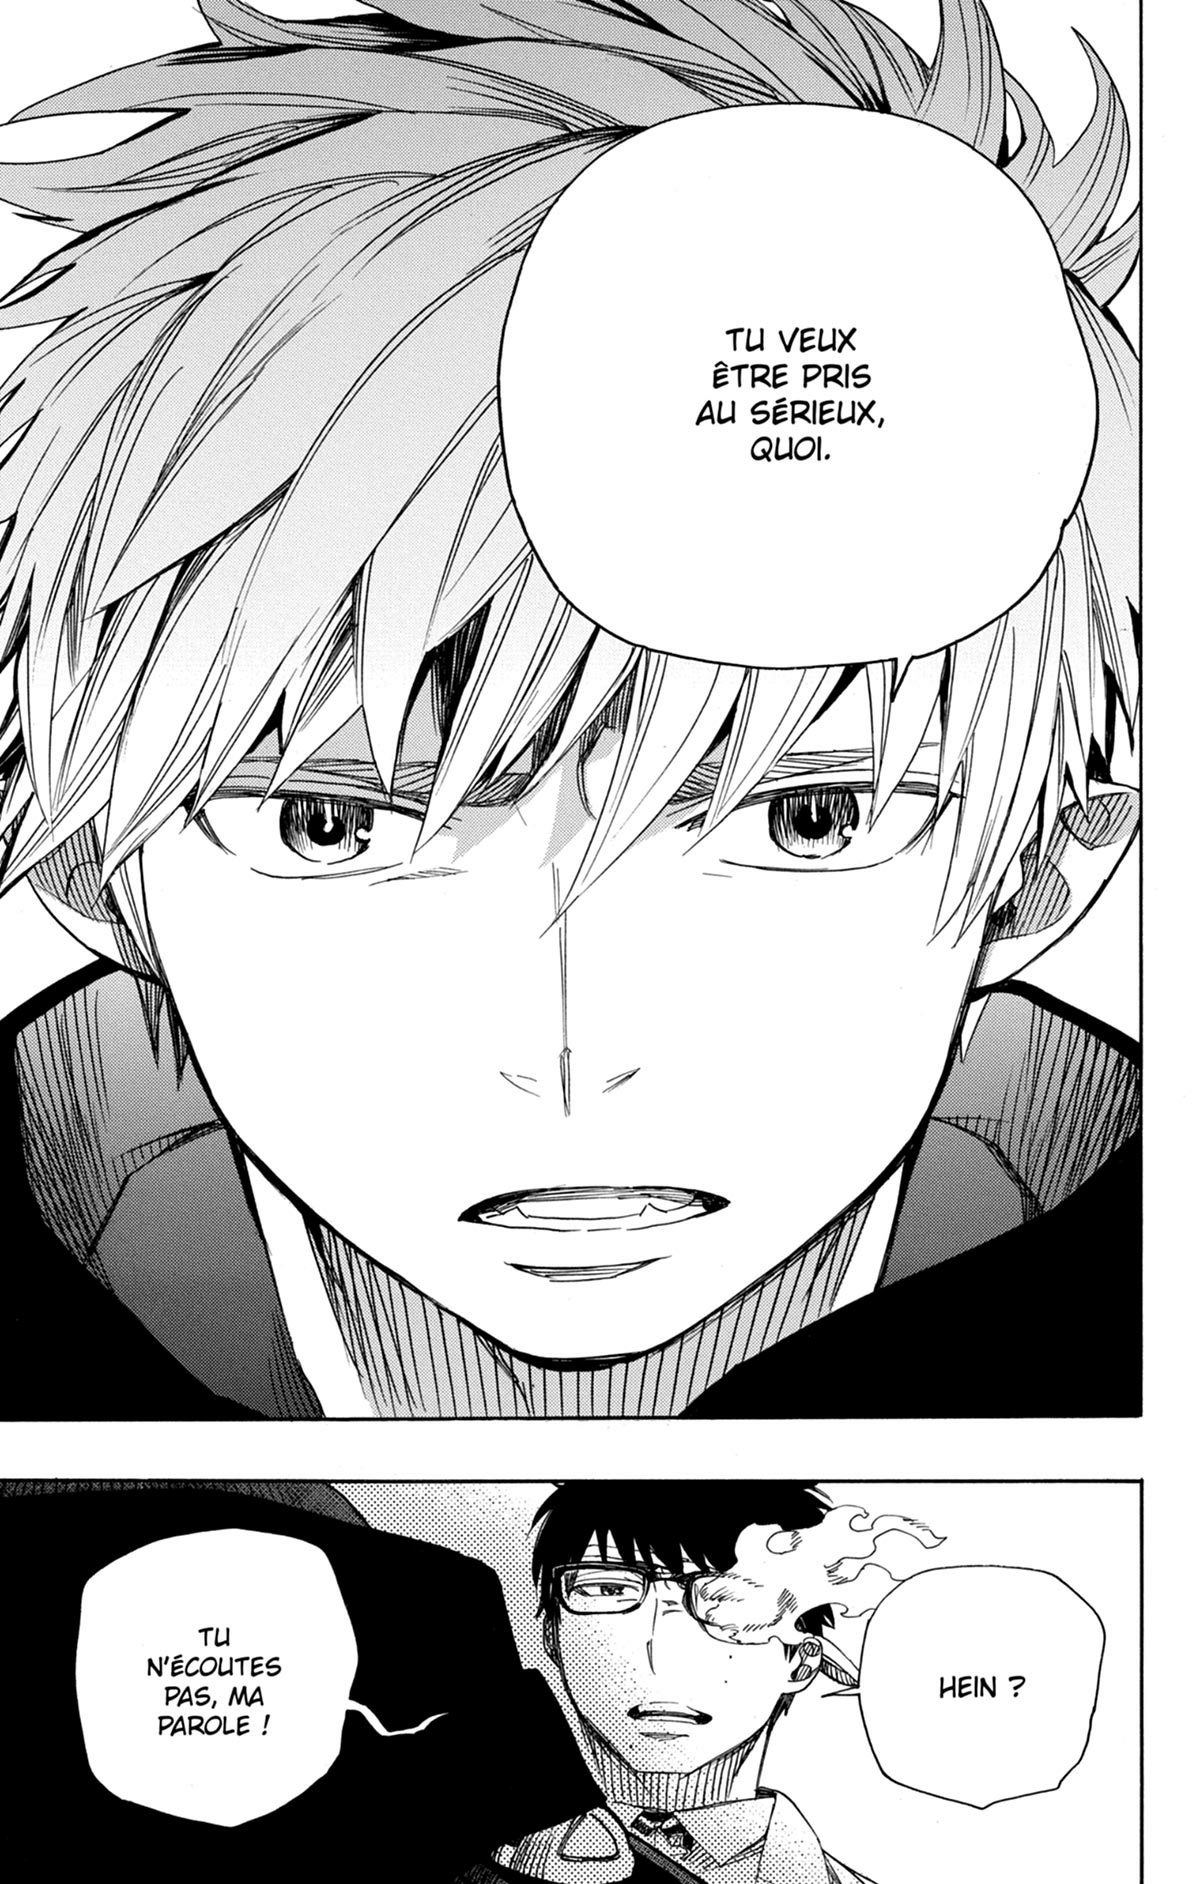 TU VEUX
ÊTRE PRIS
AU SÉRIEUX,
QUOI.
TU
N'ÉCOUTES
PAS, MA
PAROLE !
HEIN ?